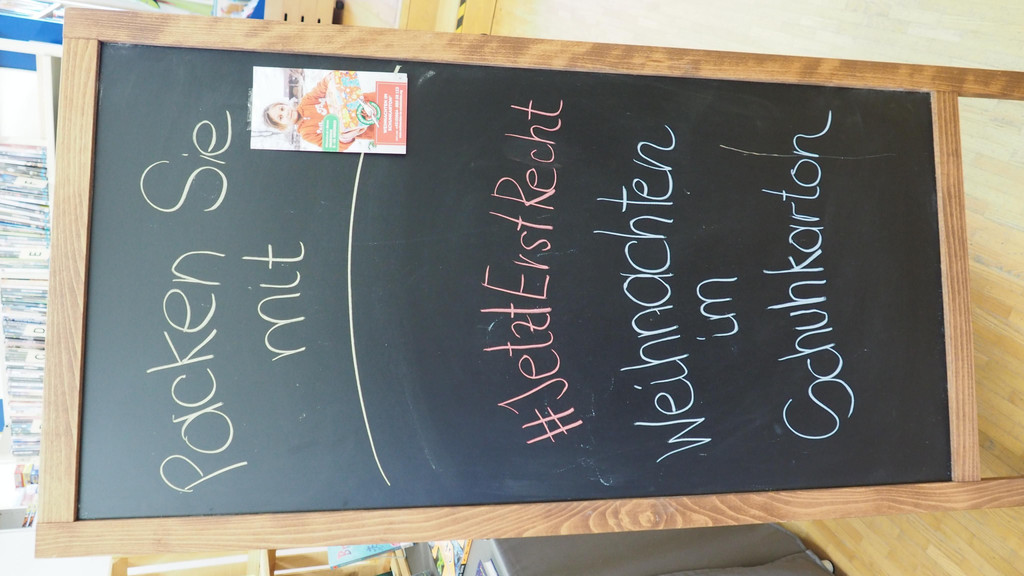 Packen Sie
mit
#JetztErstRecht
Weihnachten
im
Schuhkarton